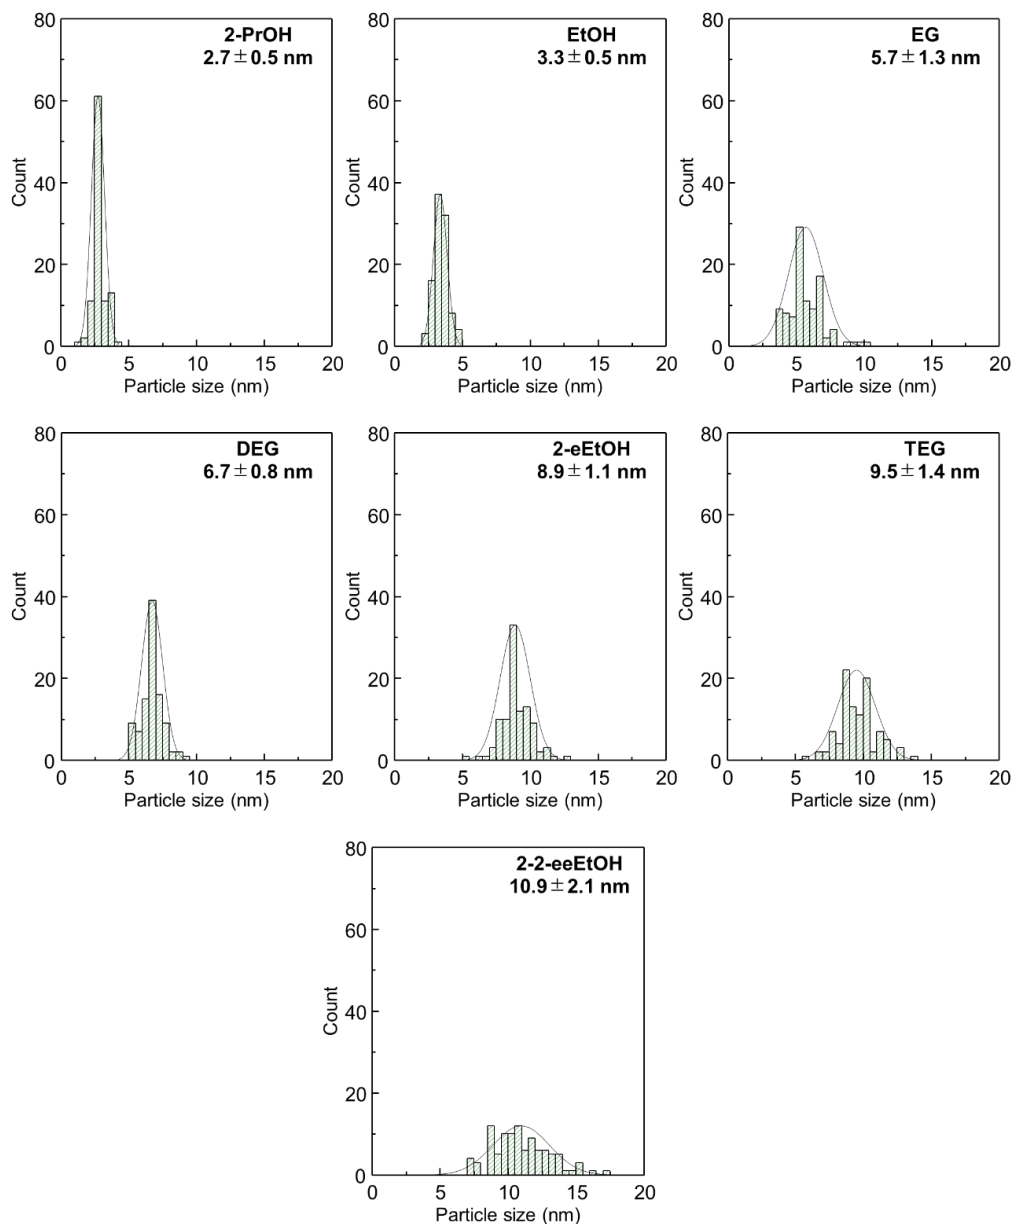 2-PrOH
2.7±0.5 nm
80
60
40
20
0
Count
0 5 10 15 20
Particle size (nm)
EtOH
3.3±0.5 nm
80
60
40
20
0
Count
0 5 10 15 20
Particle size (nm)
EG
5.7±1.3 nm
80
60
40
20
0
Count
0 5 10 15 20
Particle size (nm)
DEG
6.7±0.8 nm
80
60
40
20
0
Count
0 5 10 15 20
Particle size (nm)
2-eEtOH
8.9±1.1 nm
80
60
40
20
0
Count
0 5 10 15 20
Particle size (nm)
TEG
9.5±1.4 nm
80
60
40
20
0
Count
0 5 10 15 20
Particle size (nm)
2-2-eeEtOH
10.9±2.1 nm
80
60
40
20
0
Count
0 5 10 15 20
Particle size (nm)